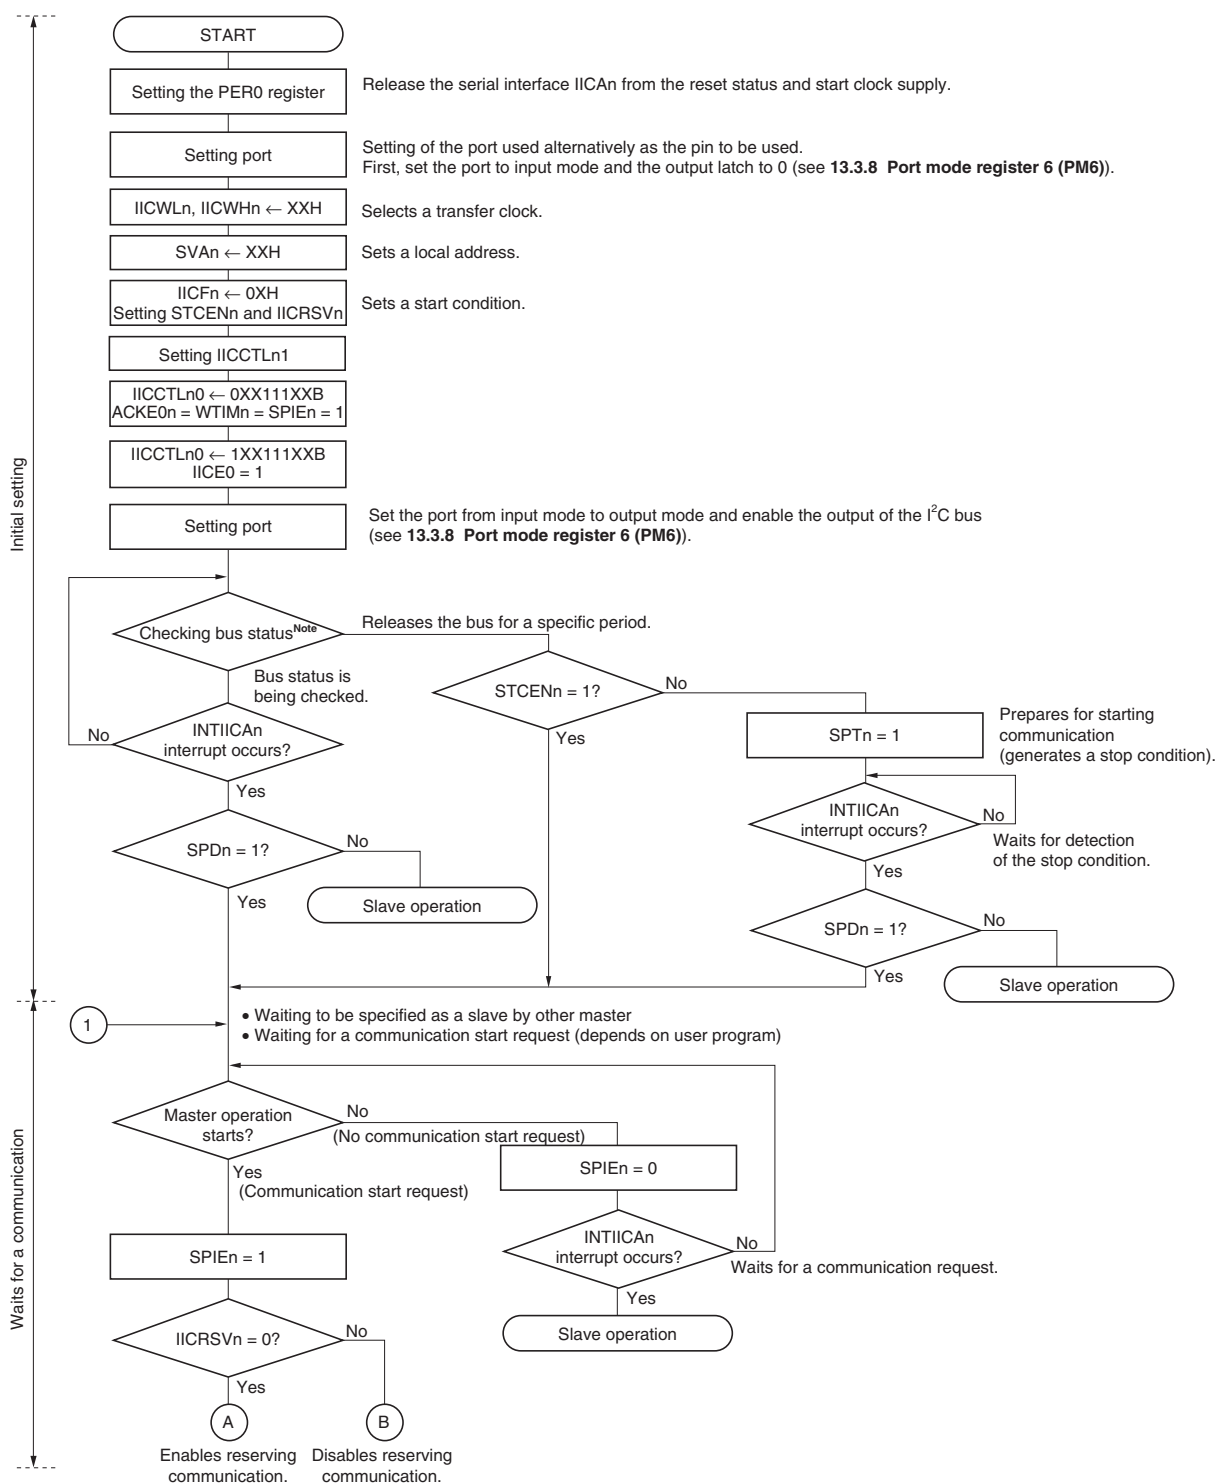 START
Setting the PER0 register
Release the serial interface IICAn from the reset status and start clock supply.
Setting port
Setting of the port used alternatively as the pin to be used.
First, set the port to input mode and the output latch to 0 (see 13.3.8 Port mode register 6 (PM6)).
IICWLn, IICWHn ← XXH
Selects a transfer clock.
SVAn ← XXH
Sets a local address.
IICFn ← 0XH
Setting STCENn and IICRSVn
Sets a start condition.
Setting IICCTLn1
IICCTLn0 ← 0XX111XXB
ACKE0n = WTIMn = SPIEn = 1
IICCTLn0 ← 1XX111XXB
IICE0 = 1
Initial setting
Setting port
Set the port from input mode to output mode and enable the output of the I²C bus
(see 13.3.8 Port mode register 6 (PM6)).
Checking bus statusNote
Releases the bus for a specific period.
Bus status is
being checked.
STCENn = 1?
No
Yes
No
INTIICAn
interrupt occurs?
Yes
SPTn = 1
Prepares for starting
communication
(generates a stop condition).
INTIICAn
interrupt occurs?
No
Waits for detection
of the stop condition.
Yes
SPDn = 1?
No
Yes
Slave operation
SPDn = 1?
No
Yes
Slave operation
1
• Waiting to be specified as a slave by other master
• Waiting for a communication start request (depends on user program)
Waits for a communication
Master operation
starts?
No
(No communication start request)
Yes
(Communication start request)
SPIEn = 0
SPIEn = 1
INTIICAn
interrupt occurs?
No
Waits for a communication request.
Yes
Slave operation
IICRSVn = 0?
No
Yes
A
B
Enables reserving
communication.
Disables reserving
communication.